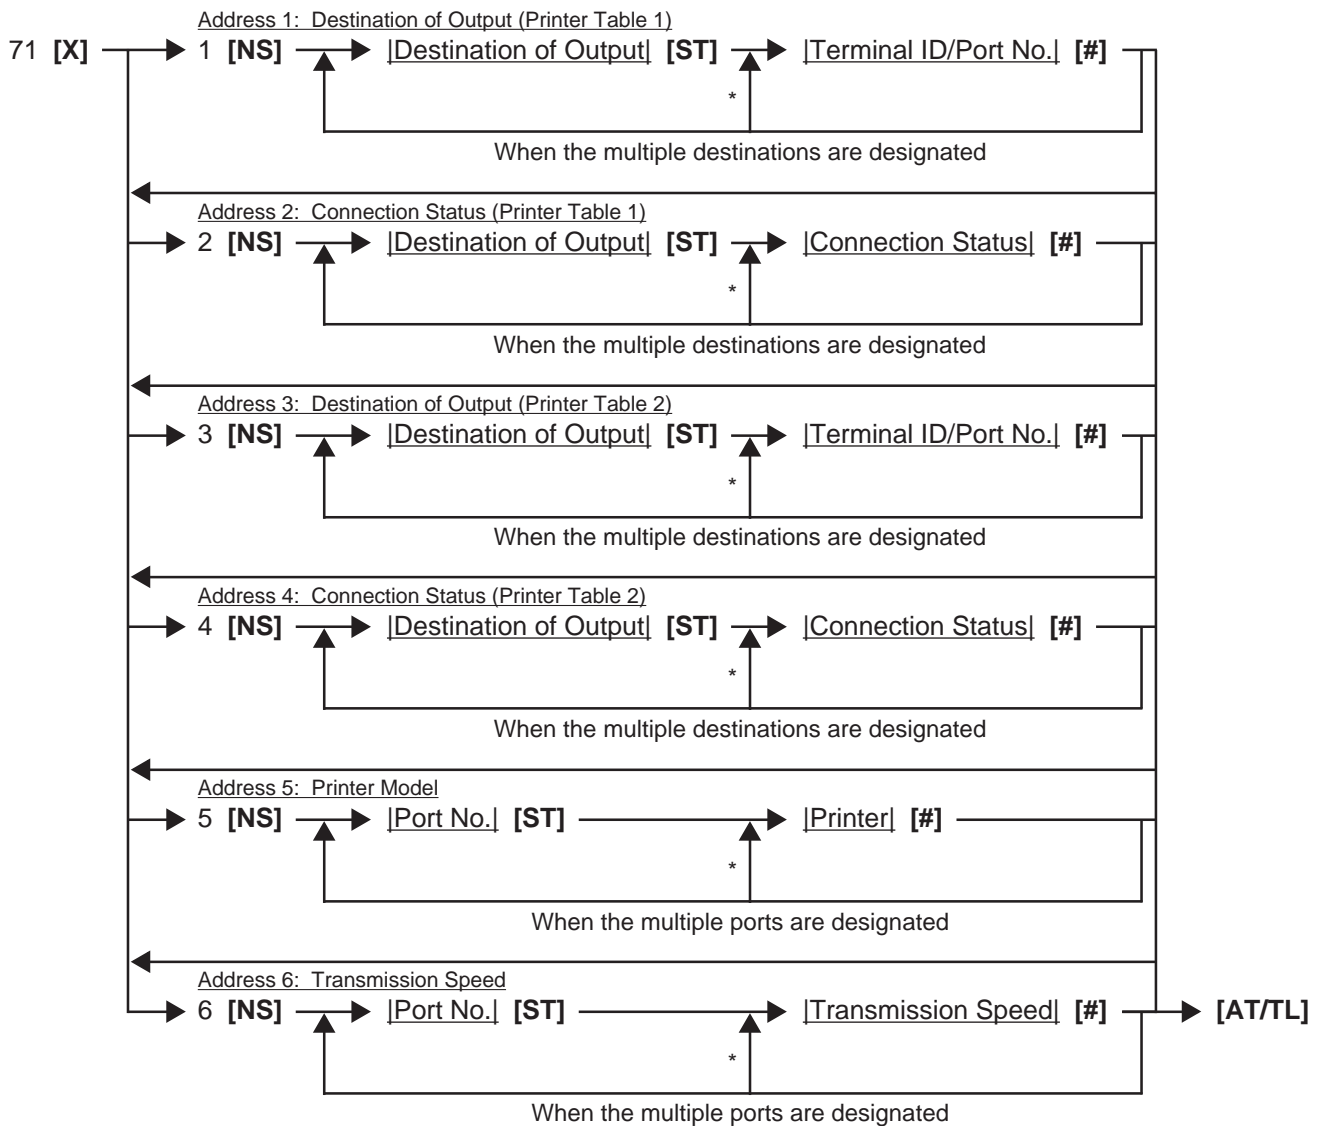 Address 1: Destination of Output (Printer Table 1)
71 [X] 1 [NS] |Destination of Output| [ST] |Terminal ID/Port No.| [#]
*
When the multiple destinations are designated
Address 2: Connection Status (Printer Table 1)
2 [NS] |Destination of Output| [ST] |Connection Status| [#]
*
When the multiple destinations are designated
Address 3: Destination of Output (Printer Table 2)
3 [NS] |Destination of Output| [ST] |Terminal ID/Port No.| [#]
*
When the multiple destinations are designated
Address 4: Connection Status (Printer Table 2)
4 [NS] |Destination of Output| [ST] |Connection Status| [#]
*
When the multiple destinations are designated
Address 5: Printer Model
5 [NS] |Port No.| [ST] |Printer| [#]
*
When the multiple ports are designated
Address 6: Transmission Speed
6 [NS] |Port No.| [ST] |Transmission Speed| [#] [AT/TL]
*
When the multiple ports are designated